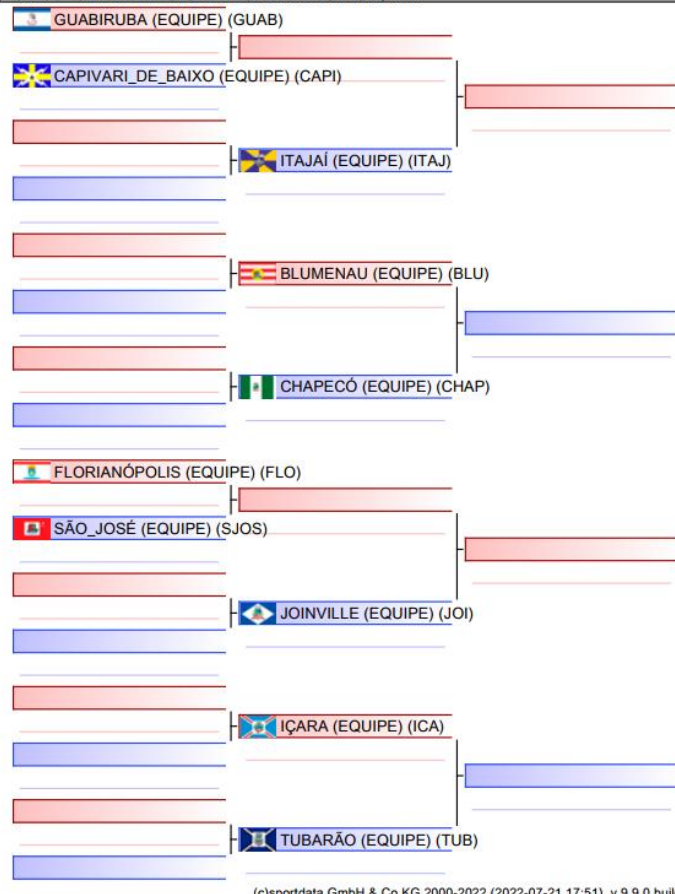 GUABIRUBA (EQUIPE) (GUAB)
CAPIVARI_DE_BAIXO (EQUIPE) (CAPI)
ITAJAÍ (EQUIPE) (ITAJ)
BLUMENAU (EQUIPE) (BLU)
CHAPECÓ (EQUIPE) (CHAP)
FLORIANÓPOLIS (EQUIPE) (FLO)
SÃO_JOSÉ (EQUIPE) (SJOS)
JOINVILLE (EQUIPE) (JOI)
IÇARA (EQUIPE) (ICA)
TUBARÃO (EQUIPE) (TUB)
(c)sportdata GmbH & Co KG 2000-2022 (2022-07-21 17:51) v 9.9.0 buil